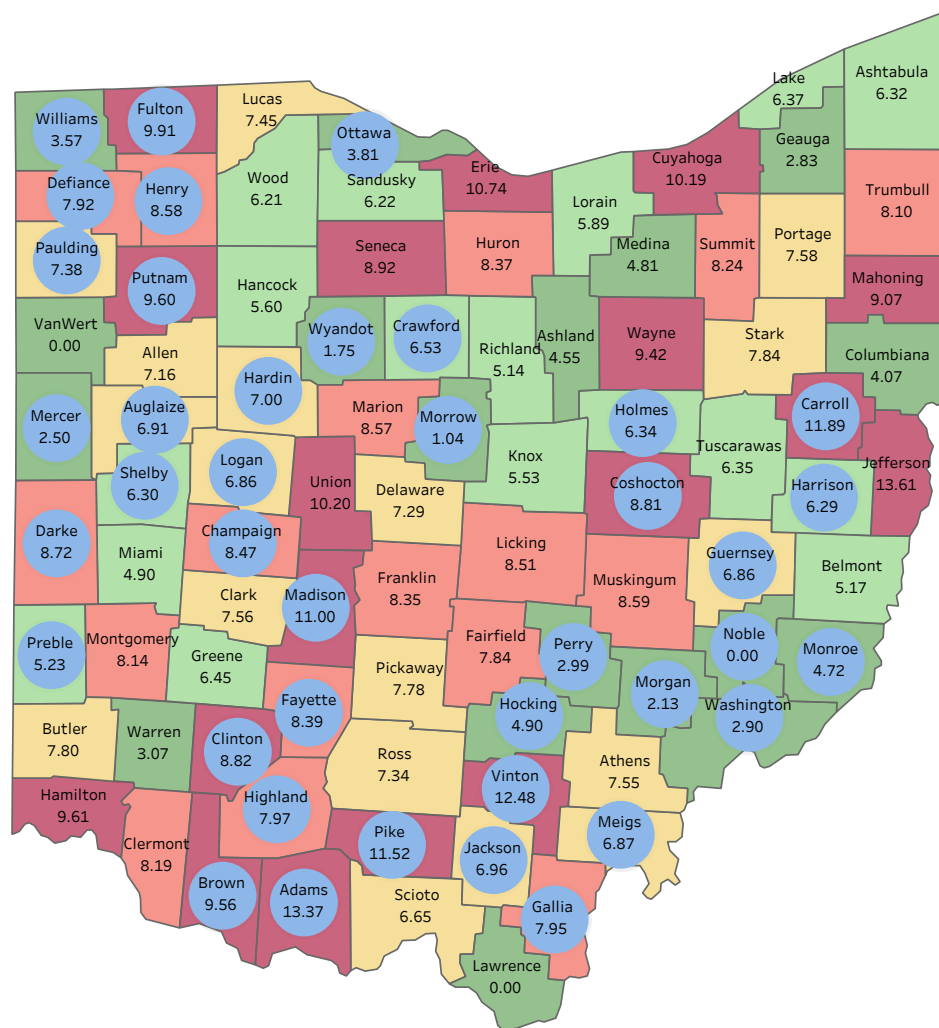 Lake
6.37
Ashtabula
6.32
Lucas
7.45
Fulton
9.91
Williams
3.57
Ottawa
3.81
Geauga
2.83
Cuyahoga
10.19
Erie
10.74
Wood
6.21
Sandusky
6.22
Defiance
7.92
Henry
8.58
Trumbull
8.10
Lorain
5.89
Portage
7.58
Medina
4.81
Summit
8.24
Seneca
8.92
Huron
8.37
Paulding
7.38
Putnam
9.60
Hancock
5.60
Mahoning
9.07
VanWert
0.00
Wyandot
1.75
Crawford
6.53
Richland
5.14
Ashland
4.55
Wayne
9.42
Stark
7.84
Columbiana
4.07
Allen
7.16
Hardin
7.00
Mercer
2.50
Auglaize
6.91
Marion
8.57
Morrow
1.04
Holmes
6.34
Carroll
11.89
Tuscarawas
6.35
Knox
5.53
Jefferson
13.61
Shelby
6.30
Logan
6.86
Union
10.20
Delaware
7.29
Coshocton
8.81
Harrison
6.29
Darke
8.72
Champaign
8.47
Miami
4.90
Licking
8.51
Guernsey
6.86
Belmont
5.17
Franklin
8.35
Muskingum
8.59
Clark
7.56
Madison
11.00
Preble
5.23
Montgomery
8.14
Greene
6.45
Fairfield
7.84
Perry
2.99
Noble
0.00
Monroe
4.72
Pickaway
7.78
Morgan
2.13
Washington
2.90
Fayette
8.39
Hocking
4.90
Butler
7.80
Warren
3.07
Clinton
8.82
Ross
7.34
Athens
7.55
Vinton
12.48
Hamilton
9.61
Highland
7.97
Clermont
8.19
Pike
11.52
Jackson
6.96
Meigs
6.87
Brown
9.56
Adams
13.37
Scioto
6.65
Gallia
7.95
Lawrence
0.00